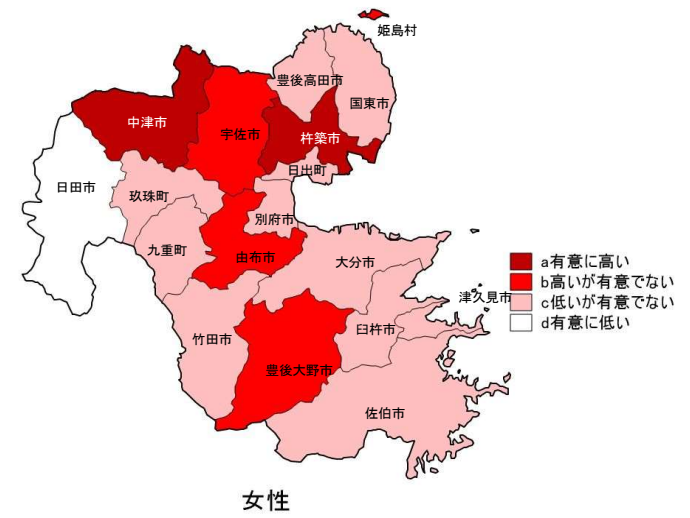 姫島村
豊後高田市
国東市
中津市
宇佐市
杵築市
日出町
日田市
玖珠町
別府市
九重町
由布市
大分市
a有意に高い
b高いが有意でない
c低いが有意でない
d有意に低い
津久見市
臼杵市
竹田市
豊後大野市
佐伯市
女性